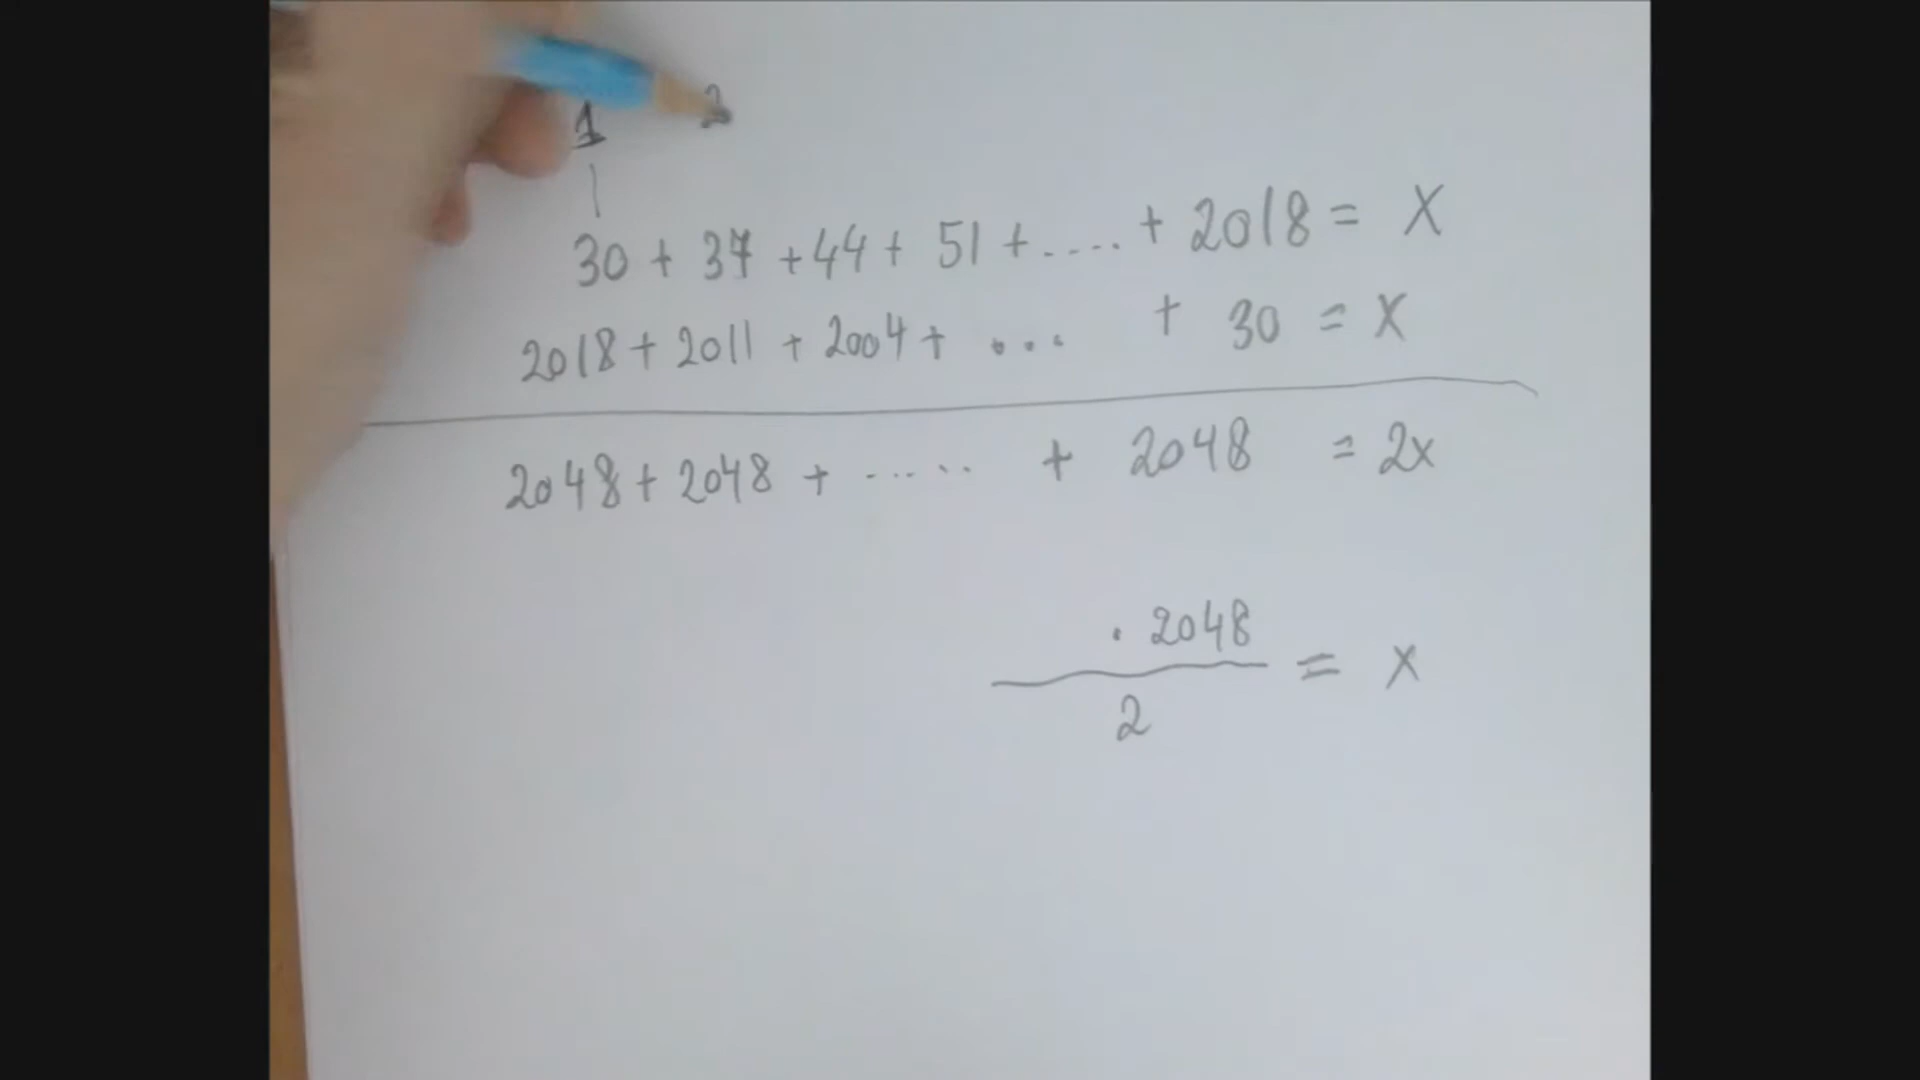 1 2
30 + 37 + 44 + 51 + .... + 2018 = X
2018 + 2011 + 2004 + ... + 30 = X
2048 + 2048 + ..... + 2048 = 2x
. 2048
2
= x